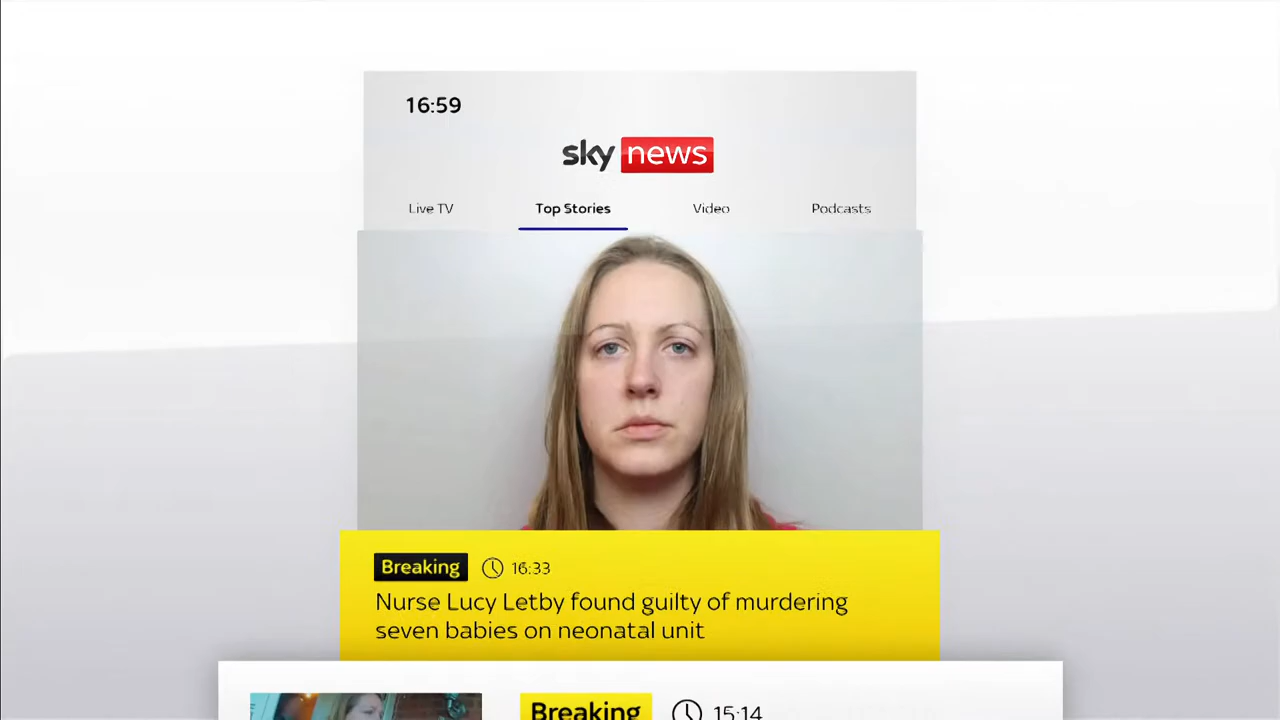 16:59
sky news
Live TV Top Stories Video Podcasts
Breaking 16:33
Nurse Lucy Letby found guilty of murdering
seven babies on neonatal unit
Breaking 15:14